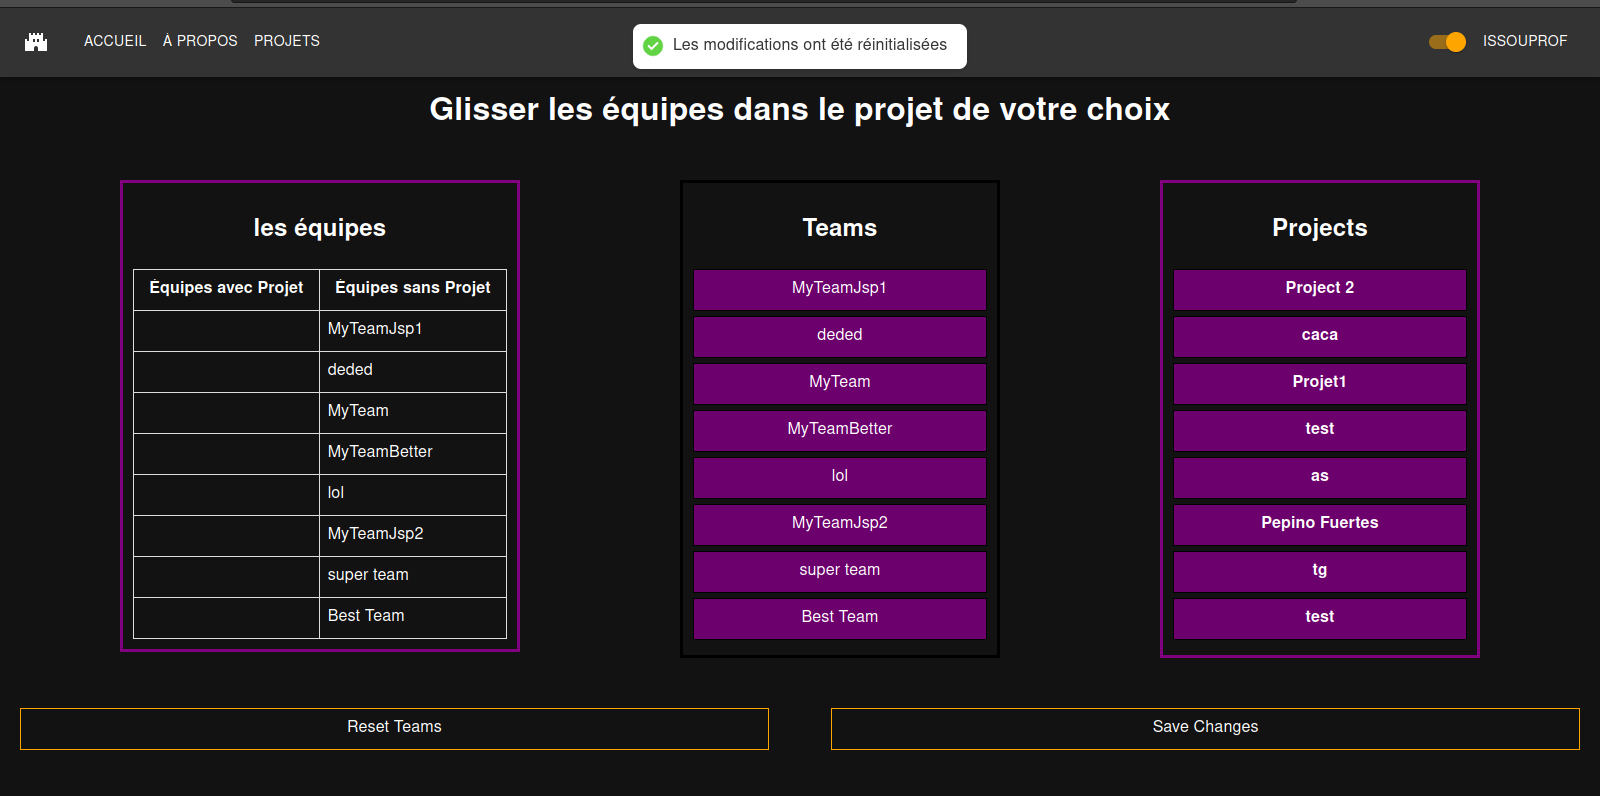 ACCUEIL À PROPOS PROJETS
Les modifications ont été réinitialisées
ISSOUPROF
Glisser les équipes dans le projet de votre choix
les équipes
Équipes avec Projet Équipes sans Projet
MyTeamJsp1
deded
MyTeam
MyTeamBetter
lol
MyTeamJsp2
super team
Best Team
Teams
MyTeamJsp1
deded
MyTeam
MyTeamBetter
lol
MyTeamJsp2
super team
Best Team
Projects
Project 2
caca
Projet1
test
as
Pepino Fuertes
tg
test
Reset Teams
Save Changes